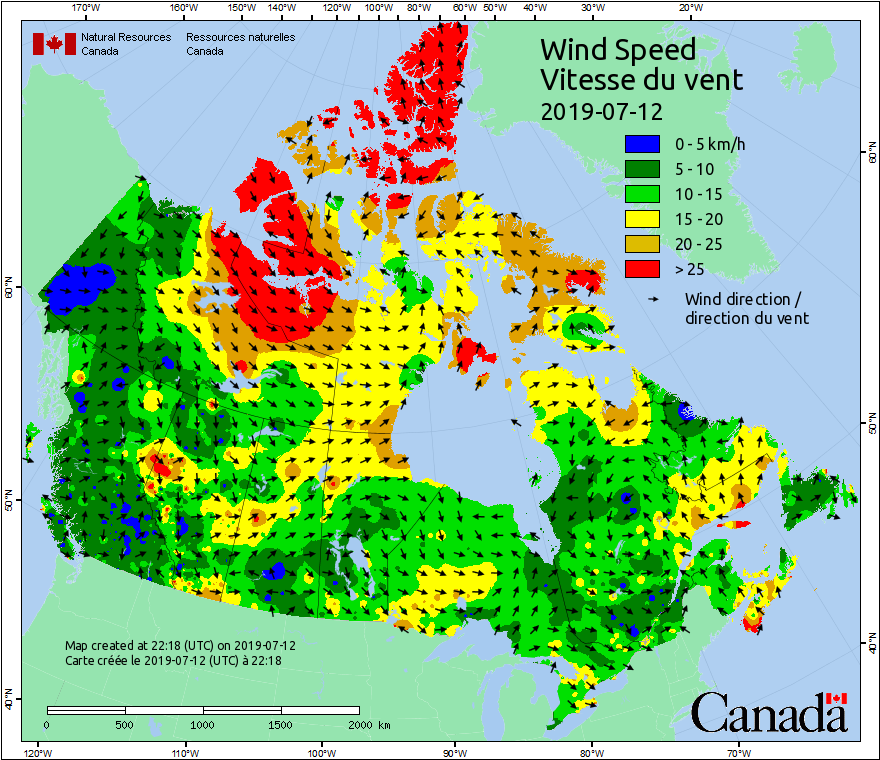 170°W 160°W 150°W 140°W 130°W 120°W 110°W 100°W 90°W 80°W 70°W 60°W 50°W 40°W 30°W 20°W
Natural Resources Canada
Ressources naturelles Canada
Wind Speed
Vitesse du vent
2019-07-12
0 - 5 km/h
5 - 10
10 - 15
15 - 20
20 - 25
> 25
Wind direction /
direction du vent
60°N
60°N
50°N
50°N
40°N
40°N
Map created at 22:18 (UTC) on 2019-07-12
Carte créée le 2019-07-12 (UTC) à 22:18
0 500 1000 1500 2000 km
Canada
120°W 110°W 100°W 90°W 80°W 70°W